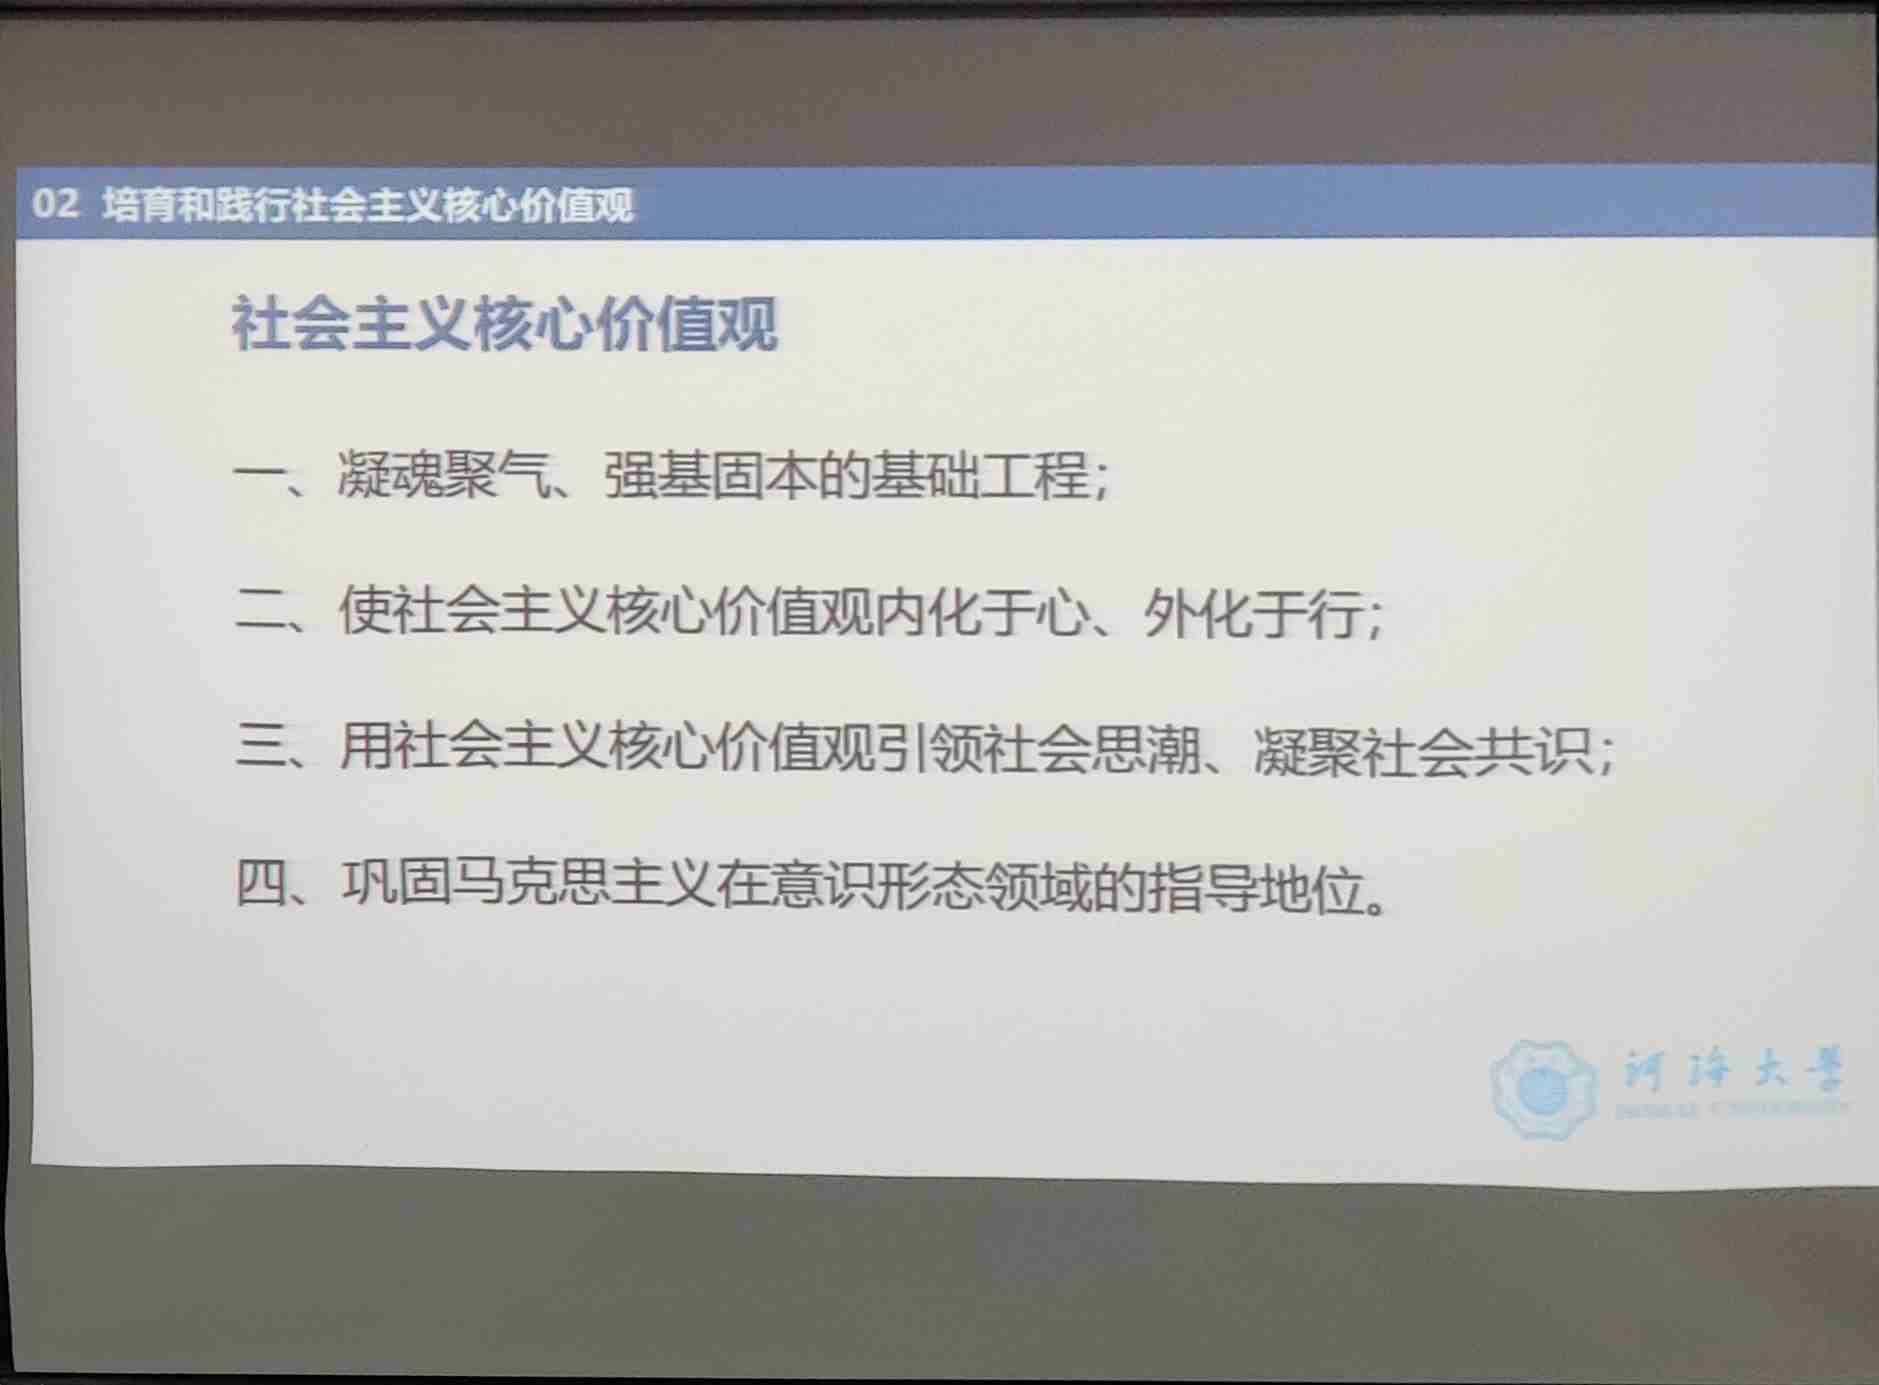 02 培育和践行社会主义核心价值观
社会主义核心价值观
一、凝魂聚气、强基固本的基础工程；
二、使社会主义核心价值观内化于心、外化于行；
三、用社会主义核心价值观引领社会思潮、凝聚社会共识；
四、巩固马克思主义在意识形态领域的指导地位。
河海大学